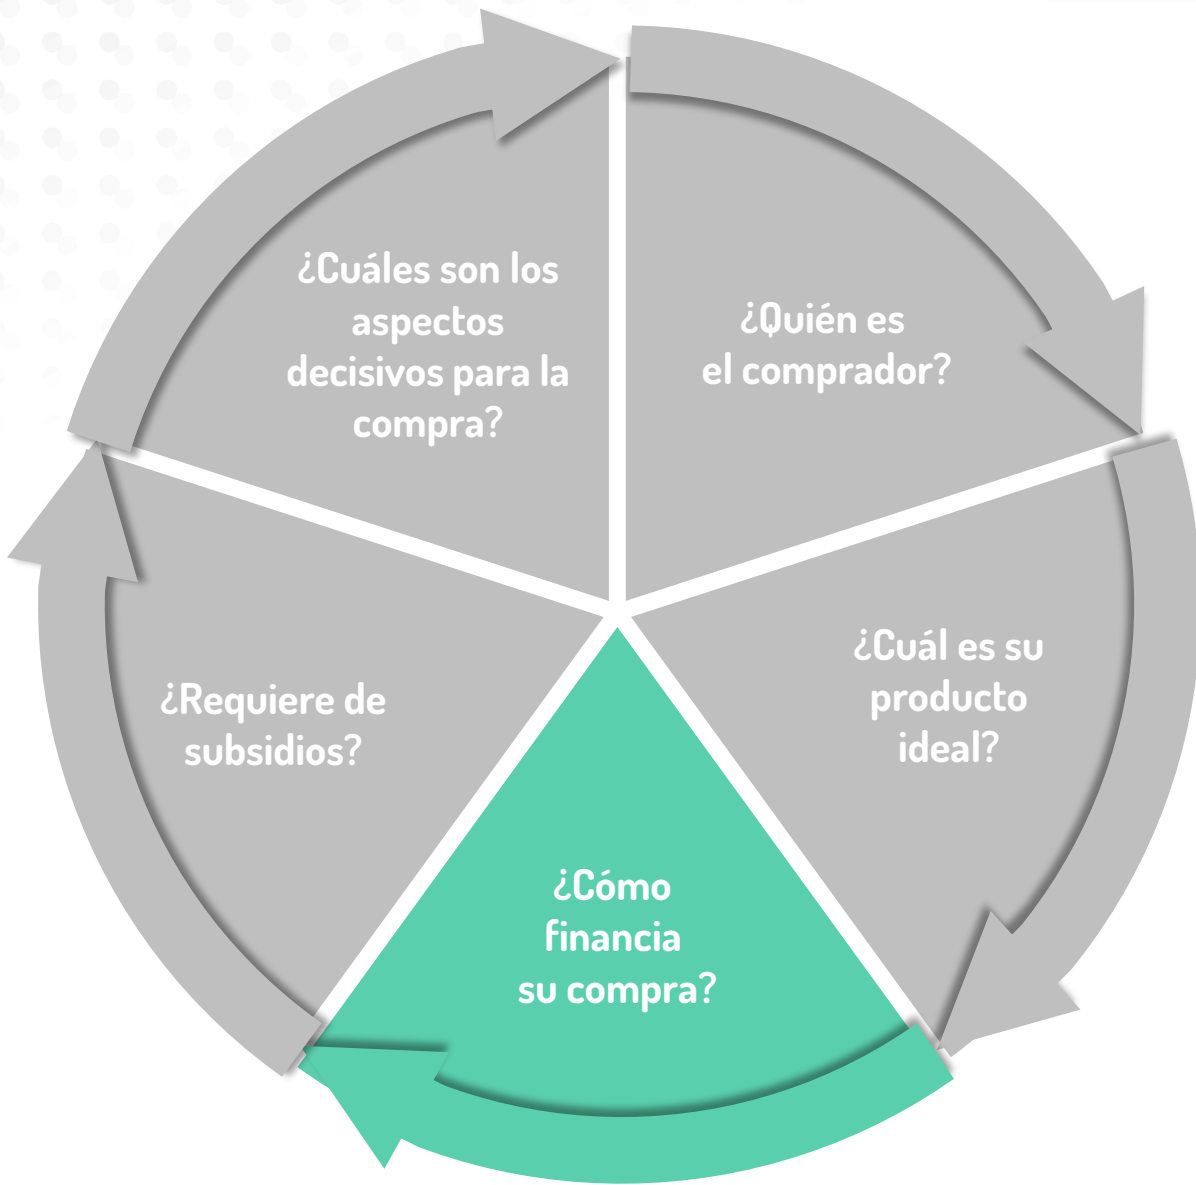 ¿Cuáles son los
aspectos
decisivos para la
compra?
¿Quién es
el comprador?
¿Cuál es su
producto
ideal?
¿Requiere de
subsidios?
¿Cómo
financia
su compra?